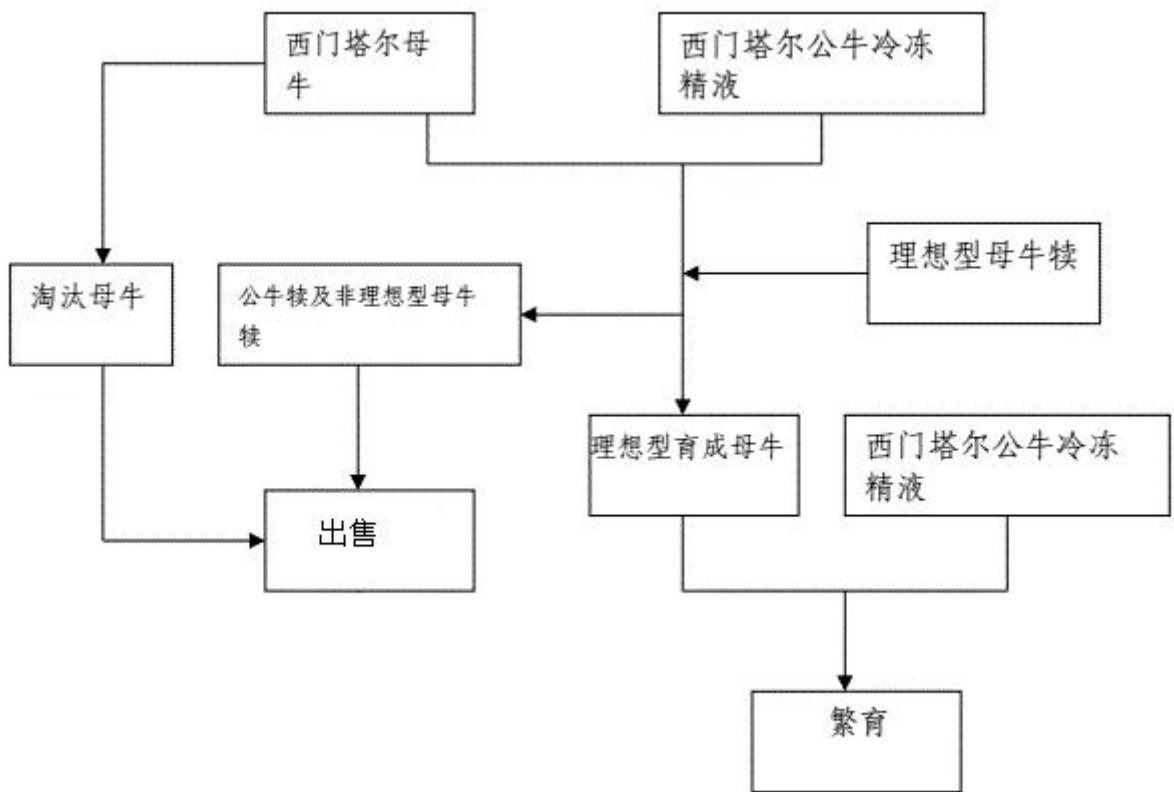 西门塔尔母
牛
西门塔尔公牛冷冻
精液
理想型母牛犊
淘汰母牛
公牛犊及非理想型母牛
犊
理想型育成母牛
西门塔尔公牛冷冻
精液
出售
繁育